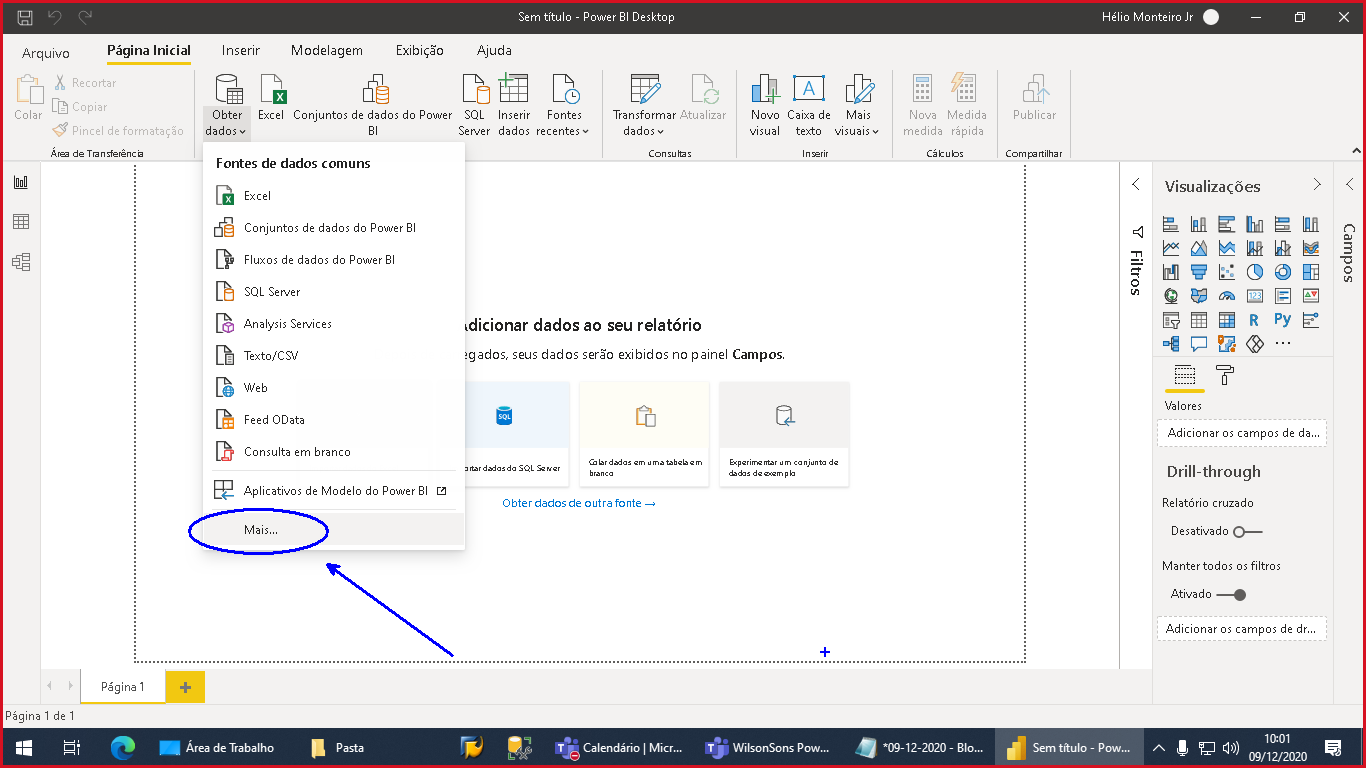 Sem título - Power BI Desktop
Hélio Monteiro Jr
Arquivo
Página Inicial
Inserir
Modelagem
Exibição
Ajuda
Colar
Recortar
Copiar
Pincel de formatação
Área de Transferência
Obter
dados
Excel
Conjuntos de dados do Power
BI
SQL
Server
Inserir
dados
Fontes
recentes
Transformar
dados
Atualizar
Consultas
Novo
visual
Caixa de
texto
Mais
visuais
Inserir
Nova
medida
Medida
rápida
Cálculos
Publicar
Compartilhar
Fontes de dados comuns
Excel
Conjuntos de dados do Power BI
Fluxos de dados do Power BI
SQL Server
Analysis Services
Texto/CSV
Web
Feed OData
Consulta em branco
Aplicativos de Modelo do Power BI
Mais...
Adicionar dados ao seu relatório
egados, seus dados serão exibidos no painel Campos.
SQL
ortar dados do SQL Server
Colar dados em uma tabela em
branco
Experimentar um conjunto de
dados de exemplo
Obter dados de outra fonte →
Filtros
Visualizações
123
R
Py
...
Valores
Adicionar os campos de da...
Drill-through
Relatório cruzado
Desativado
Manter todos os filtros
Ativado
Adicionar os campos de dr...
Campos
Página 1
Página 1 de 1
Área de Trabalho
Pasta
Calendário | Micr...
WilsonSons Pow...
*09-12-2020 - Blo...
Sem título - Pow...
10:01
09/12/2020